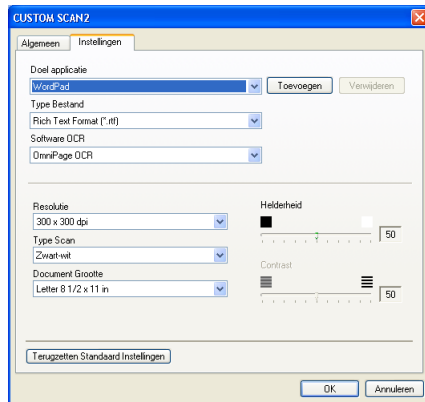 CUSTOM SCAN2
Algemeen Instellingen
Doel applicatie
WordPad Toevoegen Verwijderen
Type Bestand
Rich Text Format (*.rtf)
Software OCR
OmniPage OCR
Resolutie Helderheid
300 x 300 dpi 50
Type Scan
Zwart-wit
Contrast
Document Grootte
Letter 8 1/2 x 11 in 50
Terugzetten Standaard Instellingen
OK Annuleren